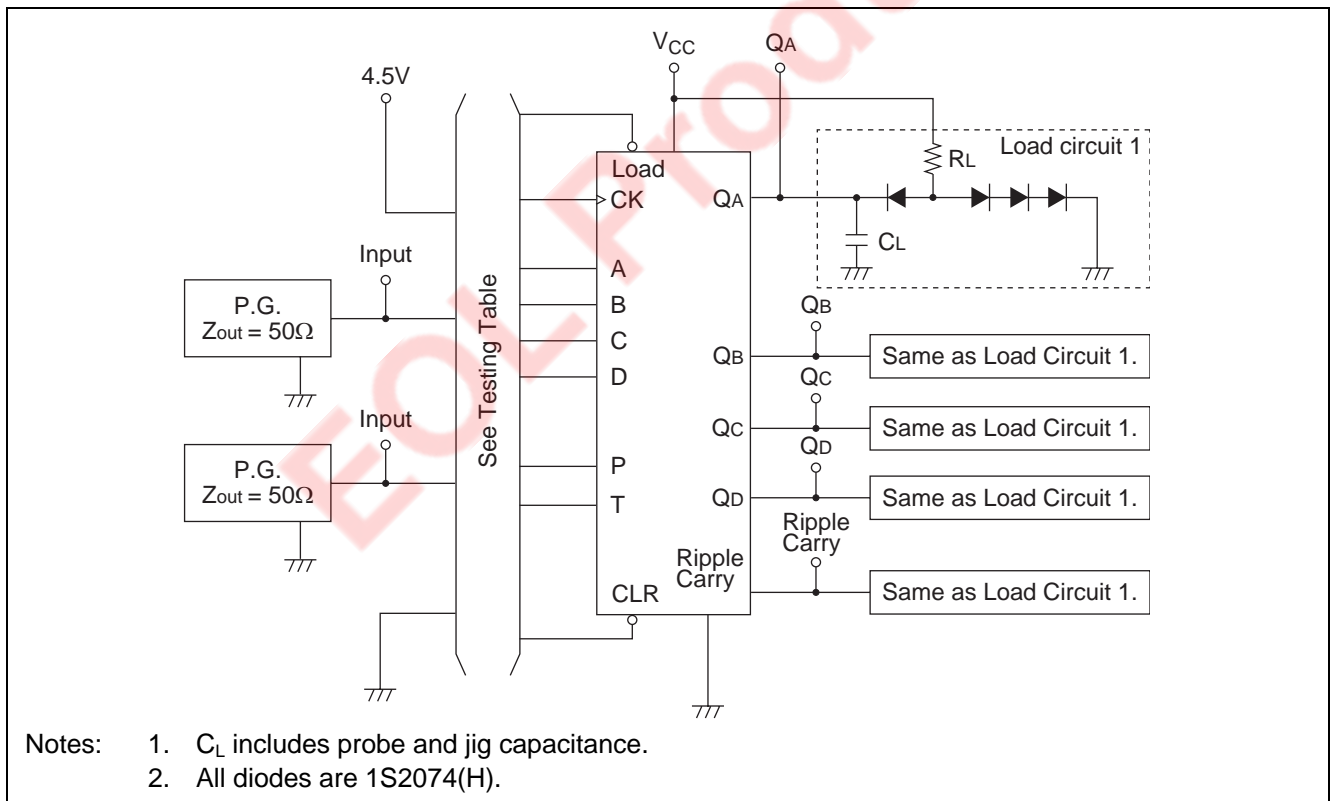 EOL Produ
VCC
QA
4.5V
Load circuit 1
RL
Load
CK
QA
CL
Input
A
P.G.
Zout = 50Ω
B
C
D
See Testing Table
QB
QB
Same as Load Circuit 1.
QC
QC
Same as Load Circuit 1.
Input
P.G.
Zout = 50Ω
P
T
QD
QD
Same as Load Circuit 1.
Ripple
Carry
Ripple
Carry
Same as Load Circuit 1.
CLR
Notes: 1. CL includes probe and jig capacitance.
2. All diodes are 1S2074(H).